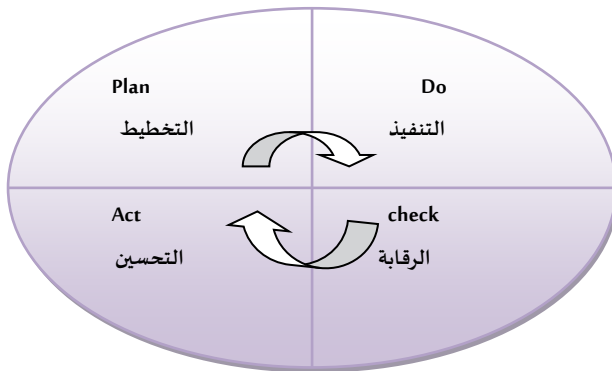 Plan
التخطيط
Do
التنفيذ
Act
التحسين
check
الرقابة